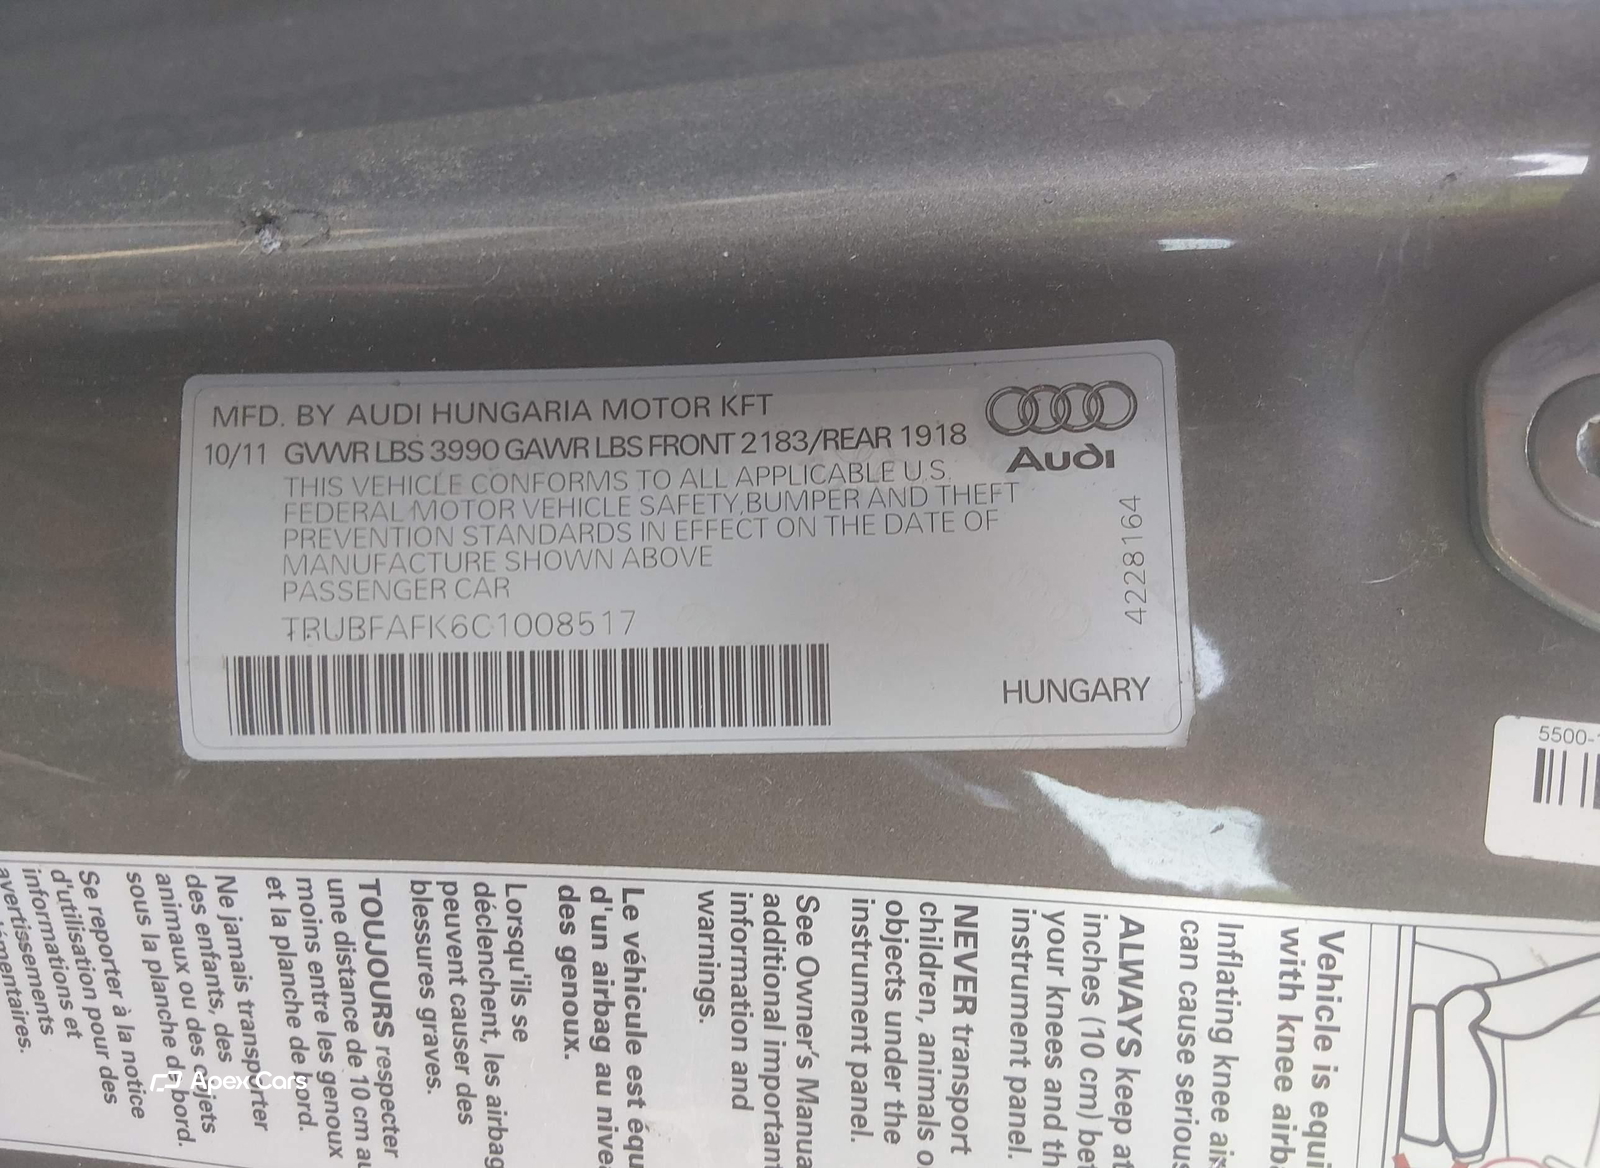 MFD. BY AUDI HUNGARIA MOTOR KFT
10/11 GVWR LBS 3990 GAWR LBS FRONT 2183/REAR 1918
Audi
THIS VEHICLE CONFORMS TO ALL APPLICABLE U.S.
FEDERAL MOTOR VEHICLE SAFETY, BUMPER AND THEFT
PREVENTION STANDARDS IN EFFECT ON THE DATE OF
MANUFACTURE SHOWN ABOVE
PASSENGER CAR
TRUBFAFK6C1008517
4228164
HUNGARY
5500-
Vehicle is equi
with knee airb
Inflating knee ai
can cause serious
ALWAYS keep at
inches (10 cm) bet
your knees and th
instrument panel.
NEVER transport
children, animals o
objects under the
instrument panel.
See Owner's Manua
additional important
information and
warnings.
Le véhicule est équ
d'un airbag au nive
des genoux.
Lorsqu'ils se
déclenchent, les airbag
peuvent causer des
blessures graves.
TOUJOURS respecter
une distance de 10 cm au
moins entre les genoux
et la planche de bord.
Ne jamais transporter
des enfants, des
animaux ou des objets
sous la planche de bord.
Se reporter à la notice
d'utilisation pour des
informations et
avertissements
Apex Cars